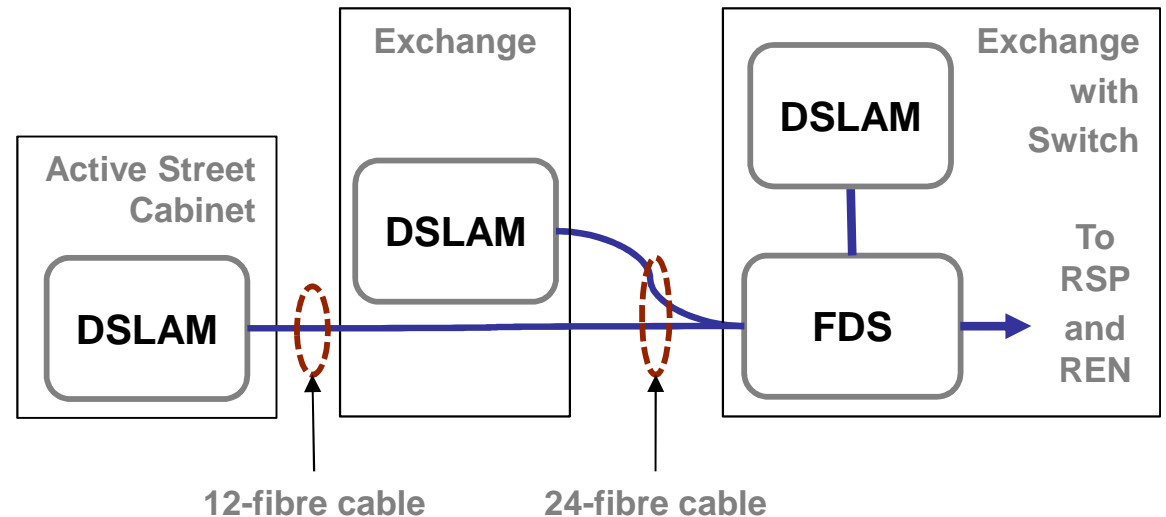 Active Street
Cabinet
DSLAM
Exchange
DSLAM
Exchange
with
Switch
DSLAM
FDS
To
RSP
and
REN
12-fibre cable
24-fibre cable